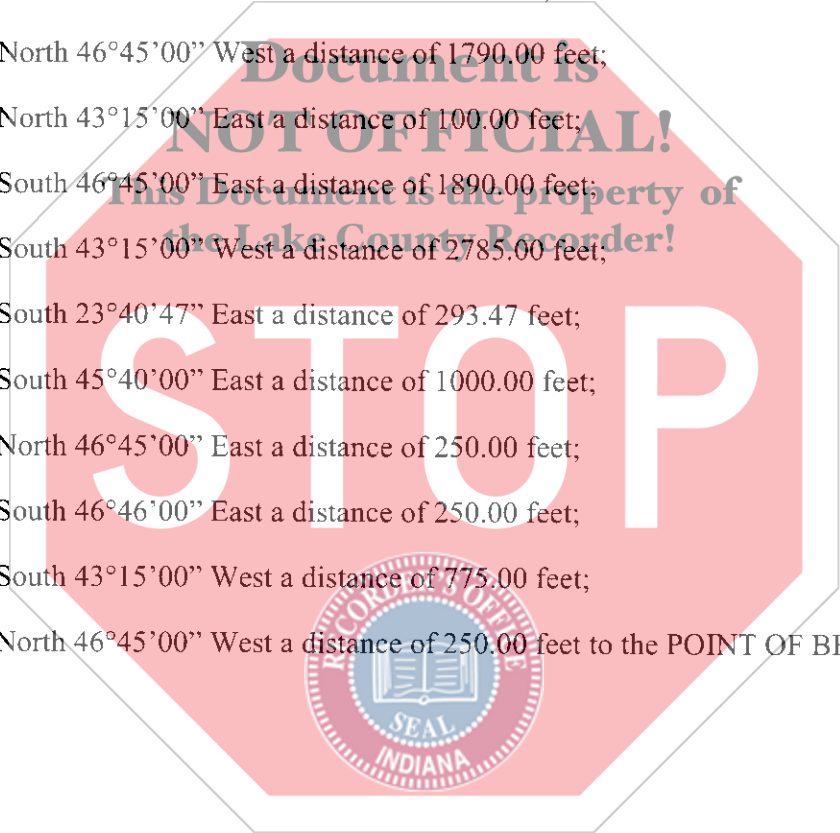 North 46°45’00” West a distance of 1790.00 feet;
Document is
North 43°15’00” East a distance of 100.00 feet;
NOT OFFICIAL!
South 46°45’00” East a distance of 1890.00 feet;
This Document is the property of
South 43°15’00” West a distance of 2785.00 feet;
the Lake County Recorder!
South 23°40’47” East a distance of 293.47 feet;
STOP
South 45°40’00” East a distance of 1000.00 feet;
North 46°45’00” East a distance of 250.00 feet;
South 46°46’00” East a distance of 250.00 feet;
South 43°15’00” West a distance of 775.00 feet;
RECORDER'S OFFICE
North 46°45’00” West a distance of 250.00 feet to the POINT OF
SEAL
INDIANA